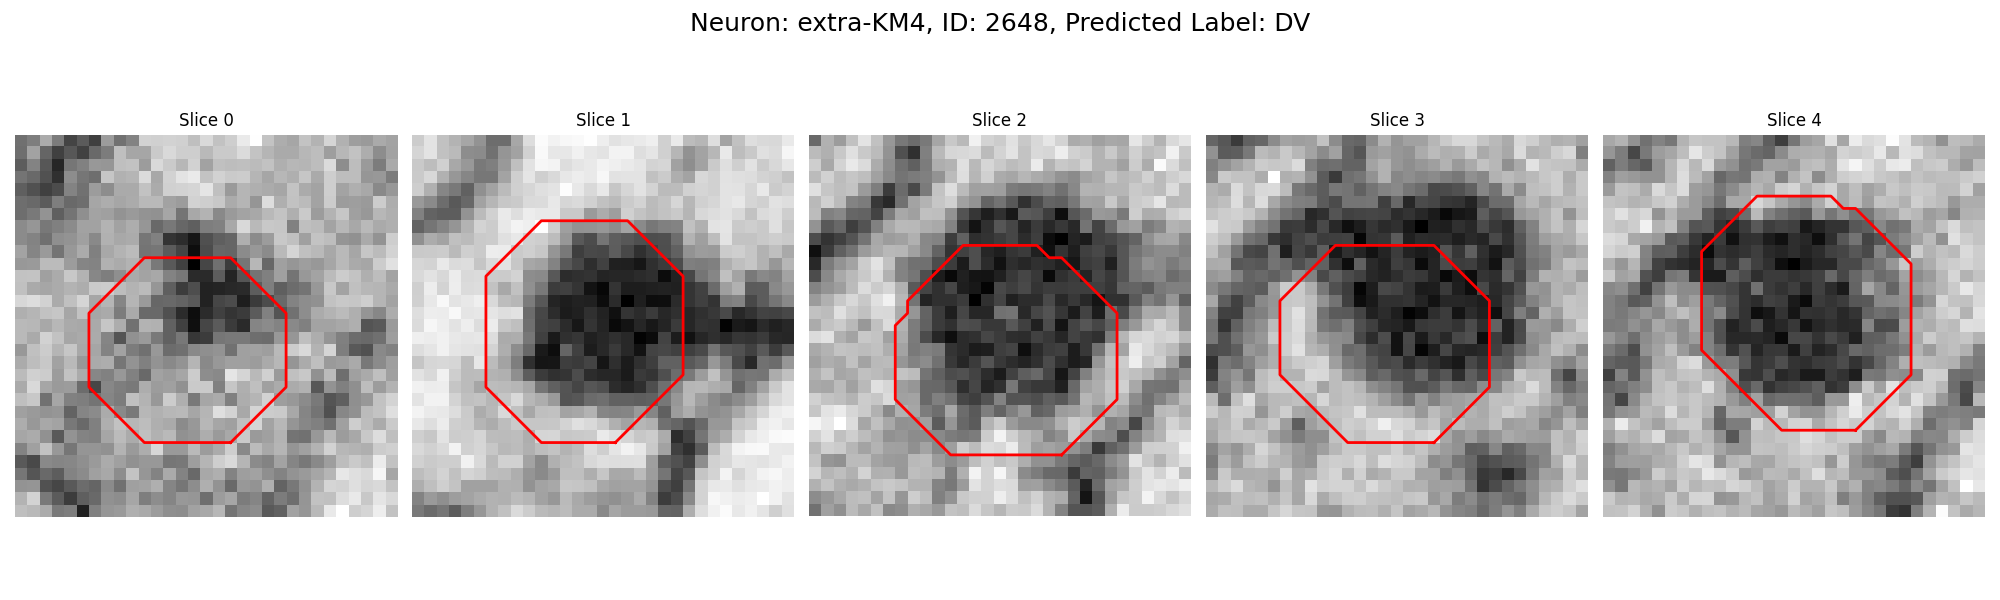 Neuron: extra-KM4, ID: 2648, Predicted Label: DV
Slice 0
Slice 1
Slice 2
Slice 3
Slice 4